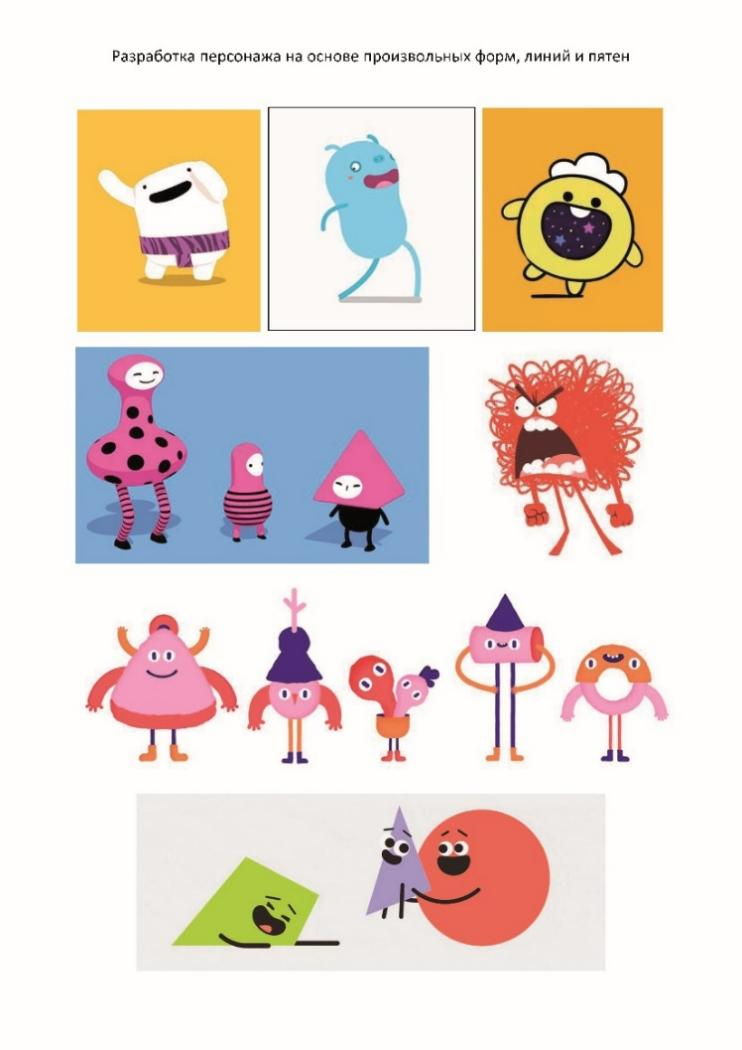 Разработка персонажа на основе произвольных форм, линий и пятен